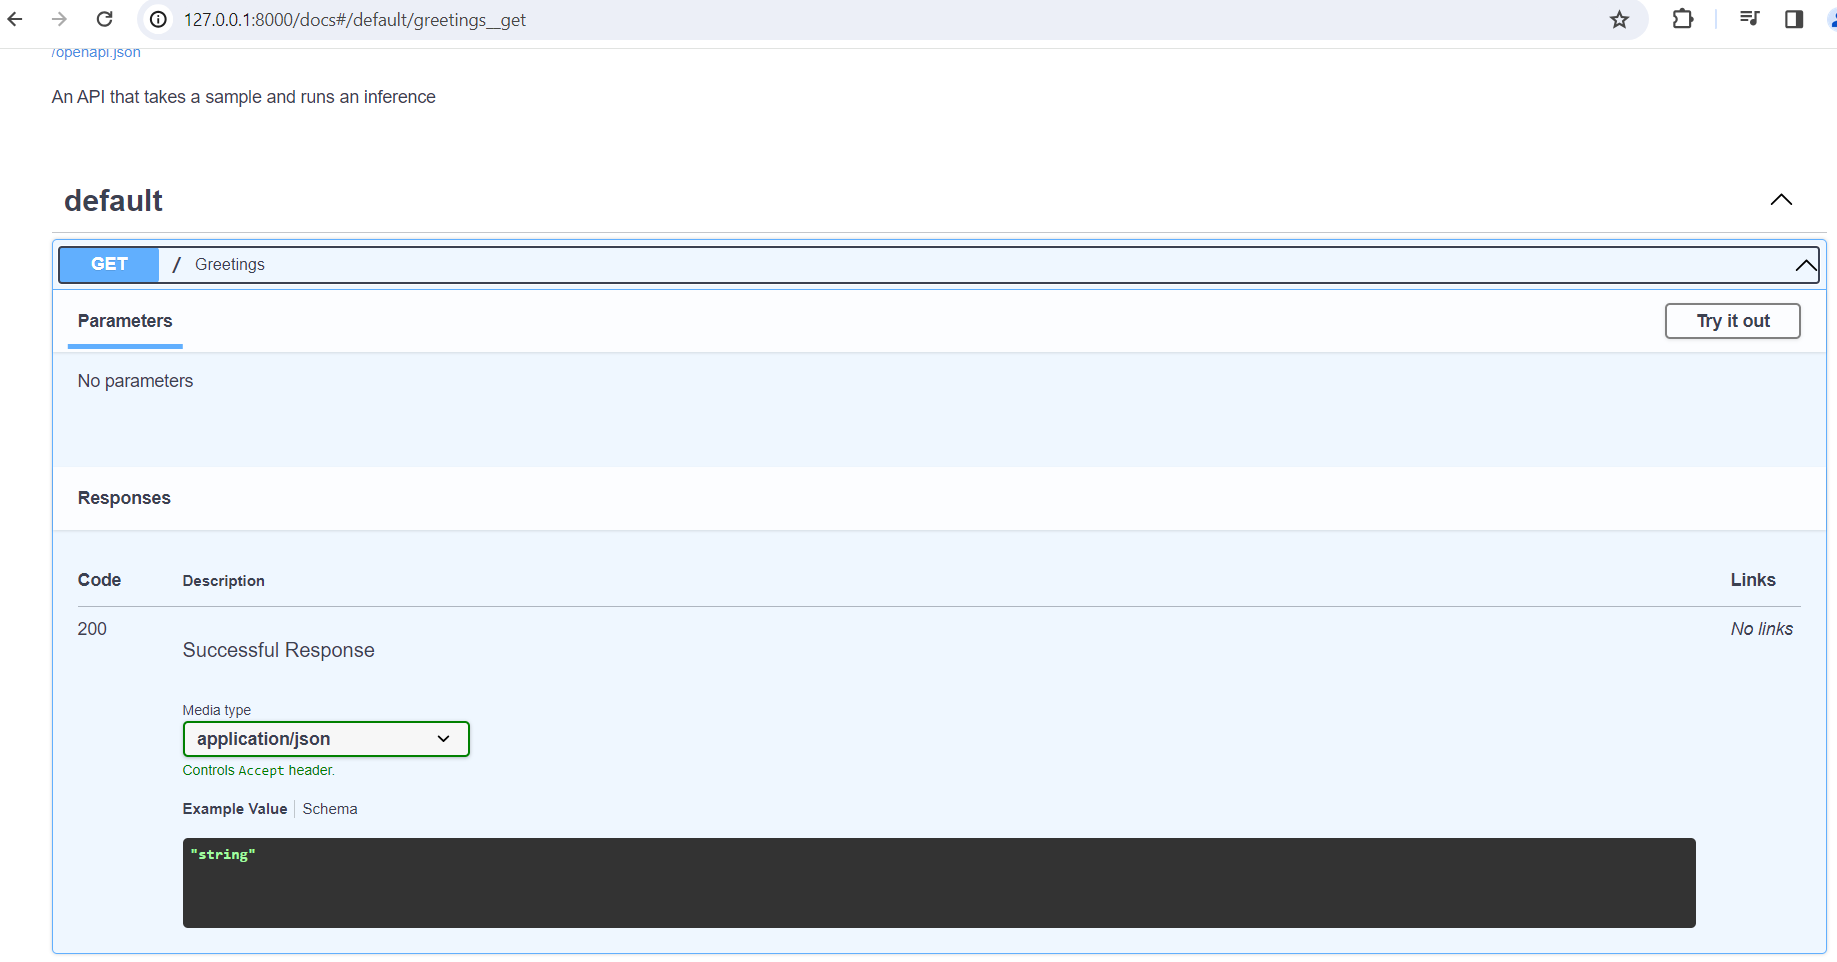 127.0.0.1:8000/docs#/default/greetings__get
/openapi.json
An API that takes a sample and runs an inference
default
GET / Greetings
Parameters
Try it out
No parameters
Responses
Code Description Links
200 No links
Successful Response
Media type
application/json
Controls Accept header.
Example Value Schema
"string"